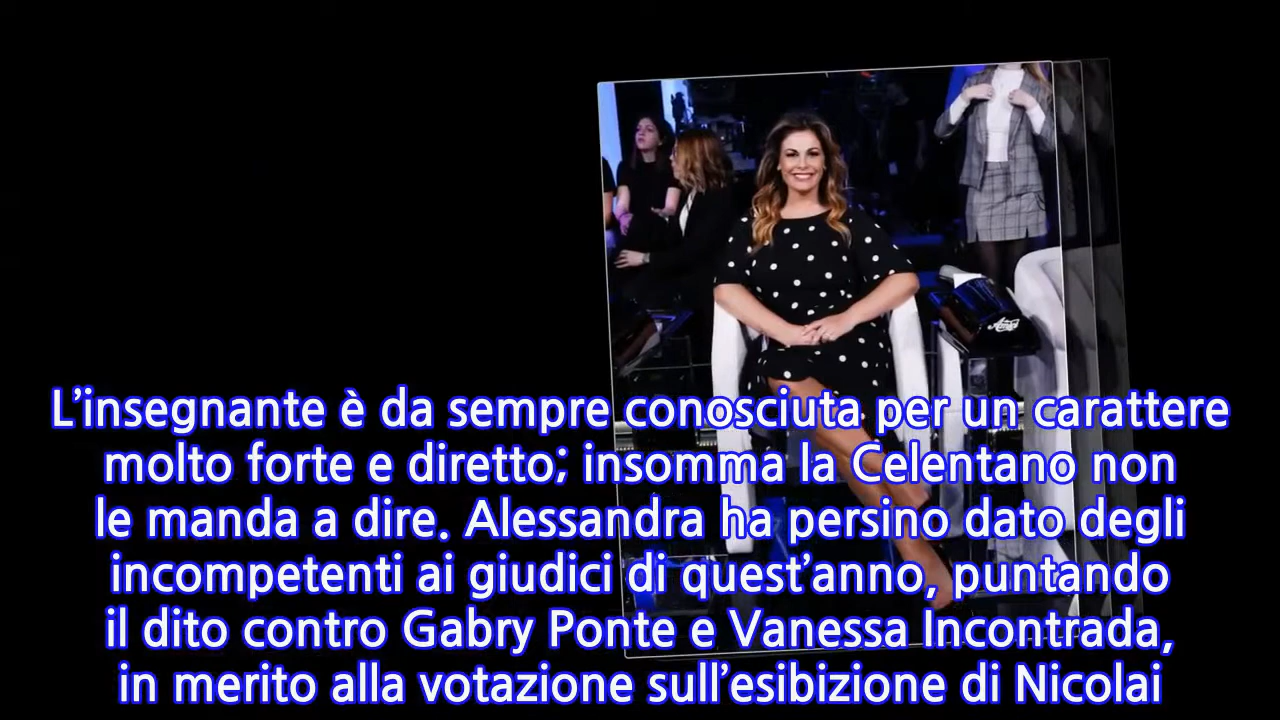 Amici
L’insegnante è da sempre conosciuta per un carattere
molto forte e diretto; insomma la Celentano non
le manda a dire. Alessandra ha persino dato degli
incompetenti ai giudici di quest’anno, puntando
il dito contro Gabry Ponte e Vanessa Incontrada,
in merito alla votazione sull’esibizione di Nicolai